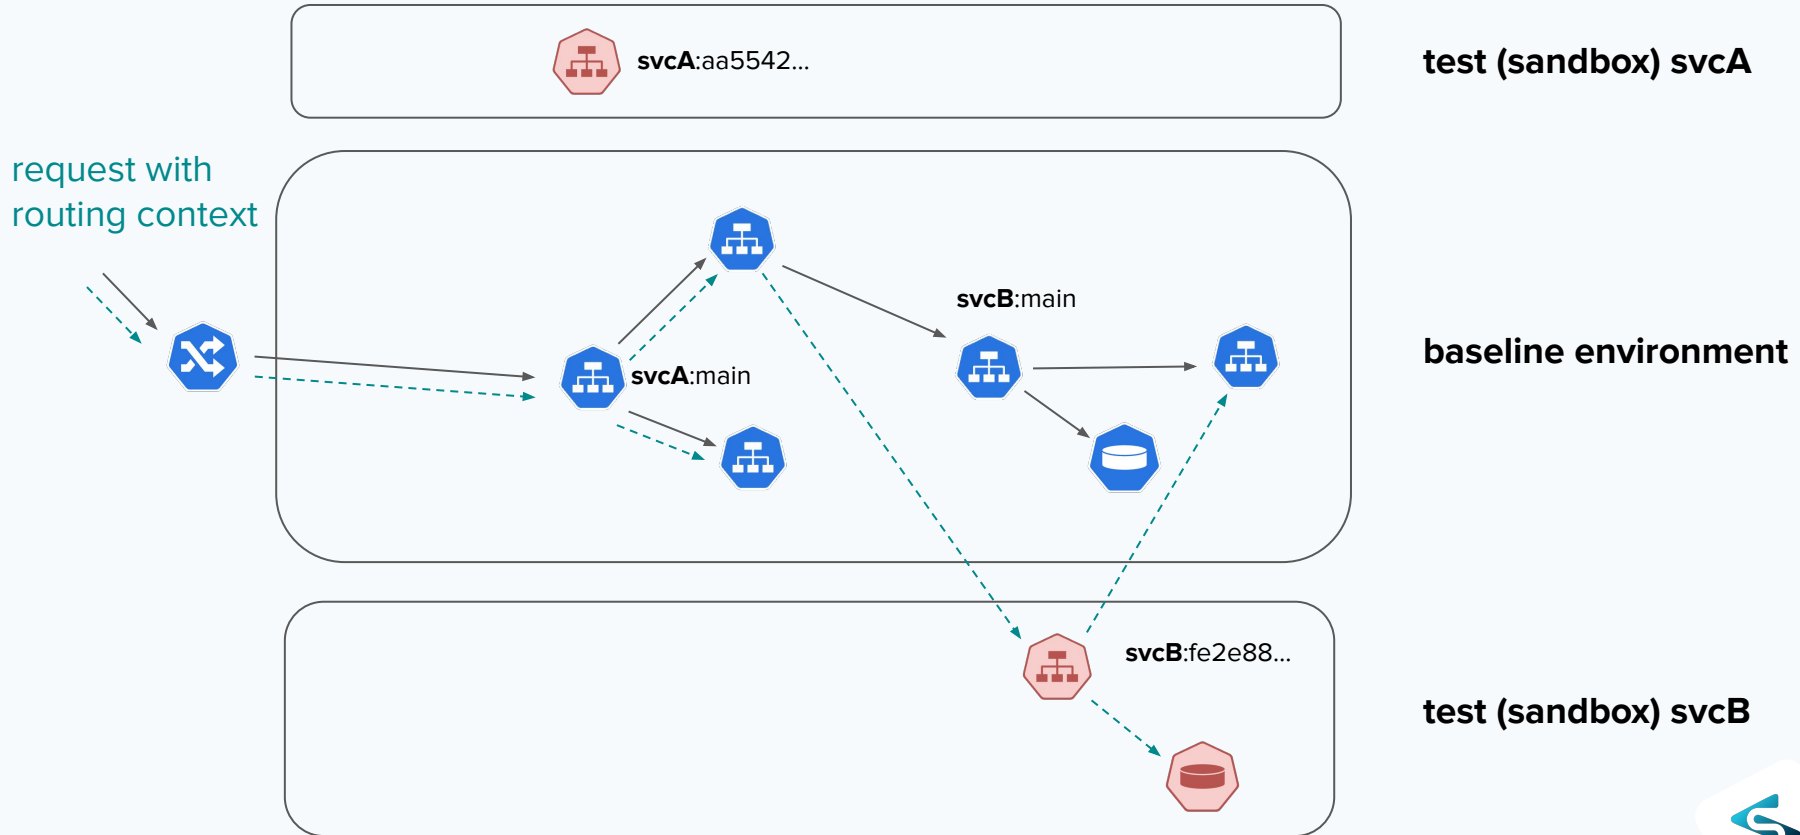 svcA:aa5542...
test (sandbox) svcA
request with
routing context
svcB:main
svcA:main
baseline environment
svcB:fe2e88...
test (sandbox) svcB